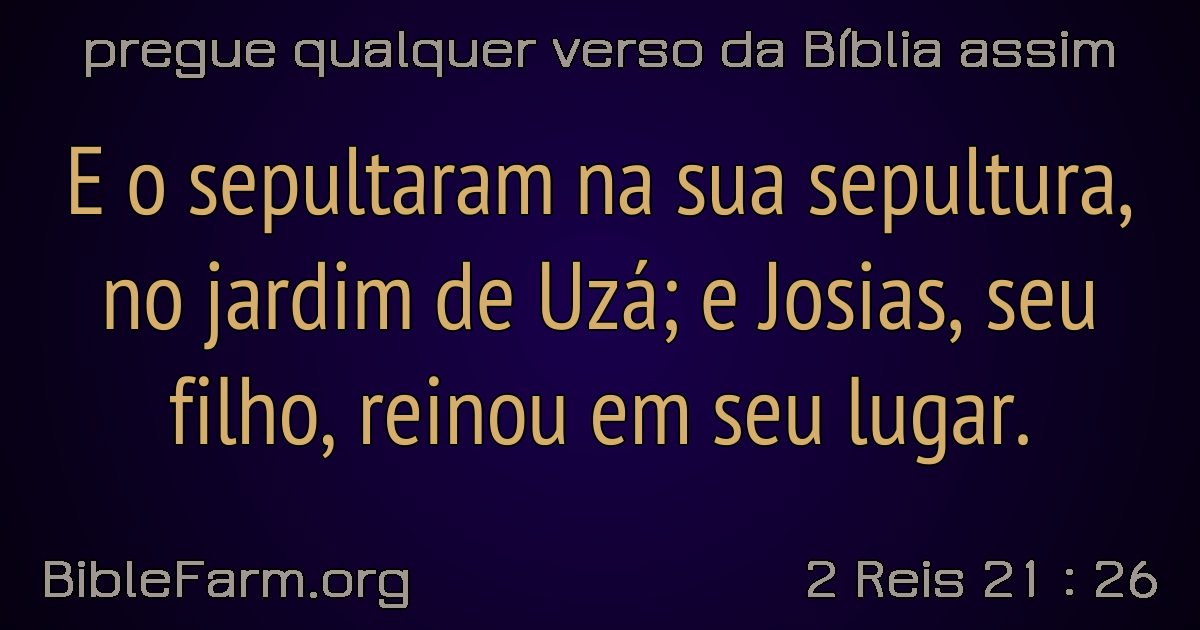 pregue qualquer verso da Bíblia assim
E o sepultaram na sua sepultura,
no jardim de Uzá; e Josias, seu
filho, reinou em seu lugar.
BibleFarm.org
2 Reis 21 : 26